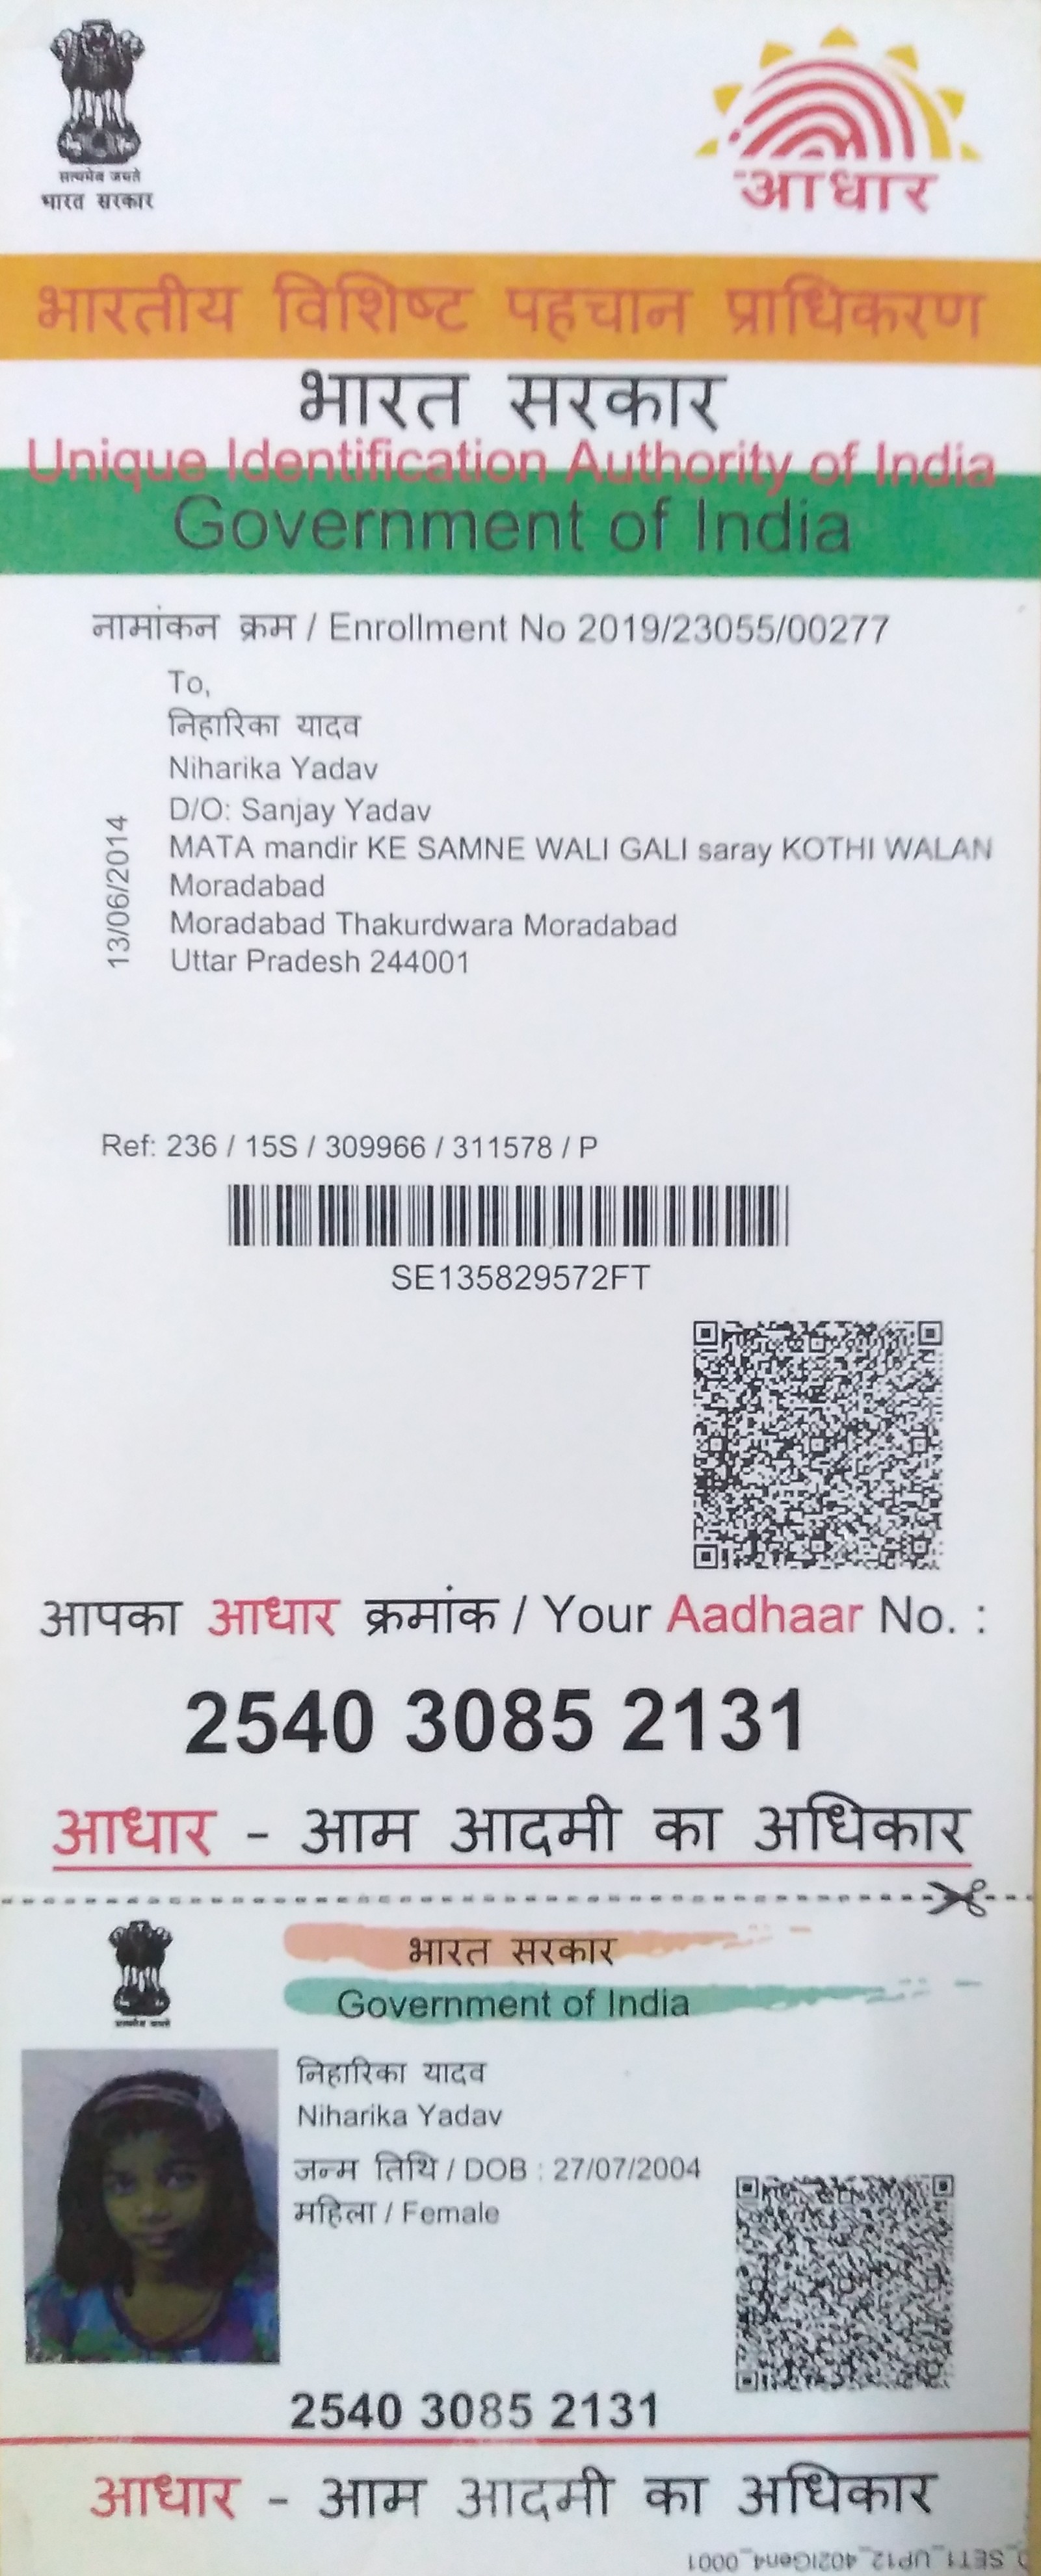 सत्यमेव जयते
भारत सरकार
आधार
भारतीय विशिष्ट पहचान प्राधिकरण
भारत सरकार
Unique Identification Authority of India
Government of India
नामांकन क्रम / Enrollment No 2019/23055/00277
To,
निहारिका यादव
Niharika Yadav
D/O: Sanjay Yadav
MATA mandir KE SAMNE WALI GALI saray KOTHI WALAN
Moradabad
Moradabad Thakurdwara Moradabad
Uttar Pradesh 244001
13/06/2014
Ref: 236 / 15S / 309966 / 311578 / P
SE135829572FT
आपका आधार क्रमांक / Your Aadhaar No. :
2540 3085 2131
आधार - आम आदमी का अधिकार
भारत सरकार
Government of India
निहारिका यादव
Niharika Yadav
जन्म तिथि / DOB : 27/07/2004
महिला / Female
2540 3085 2131
आधार - आम आदमी का अधिकार